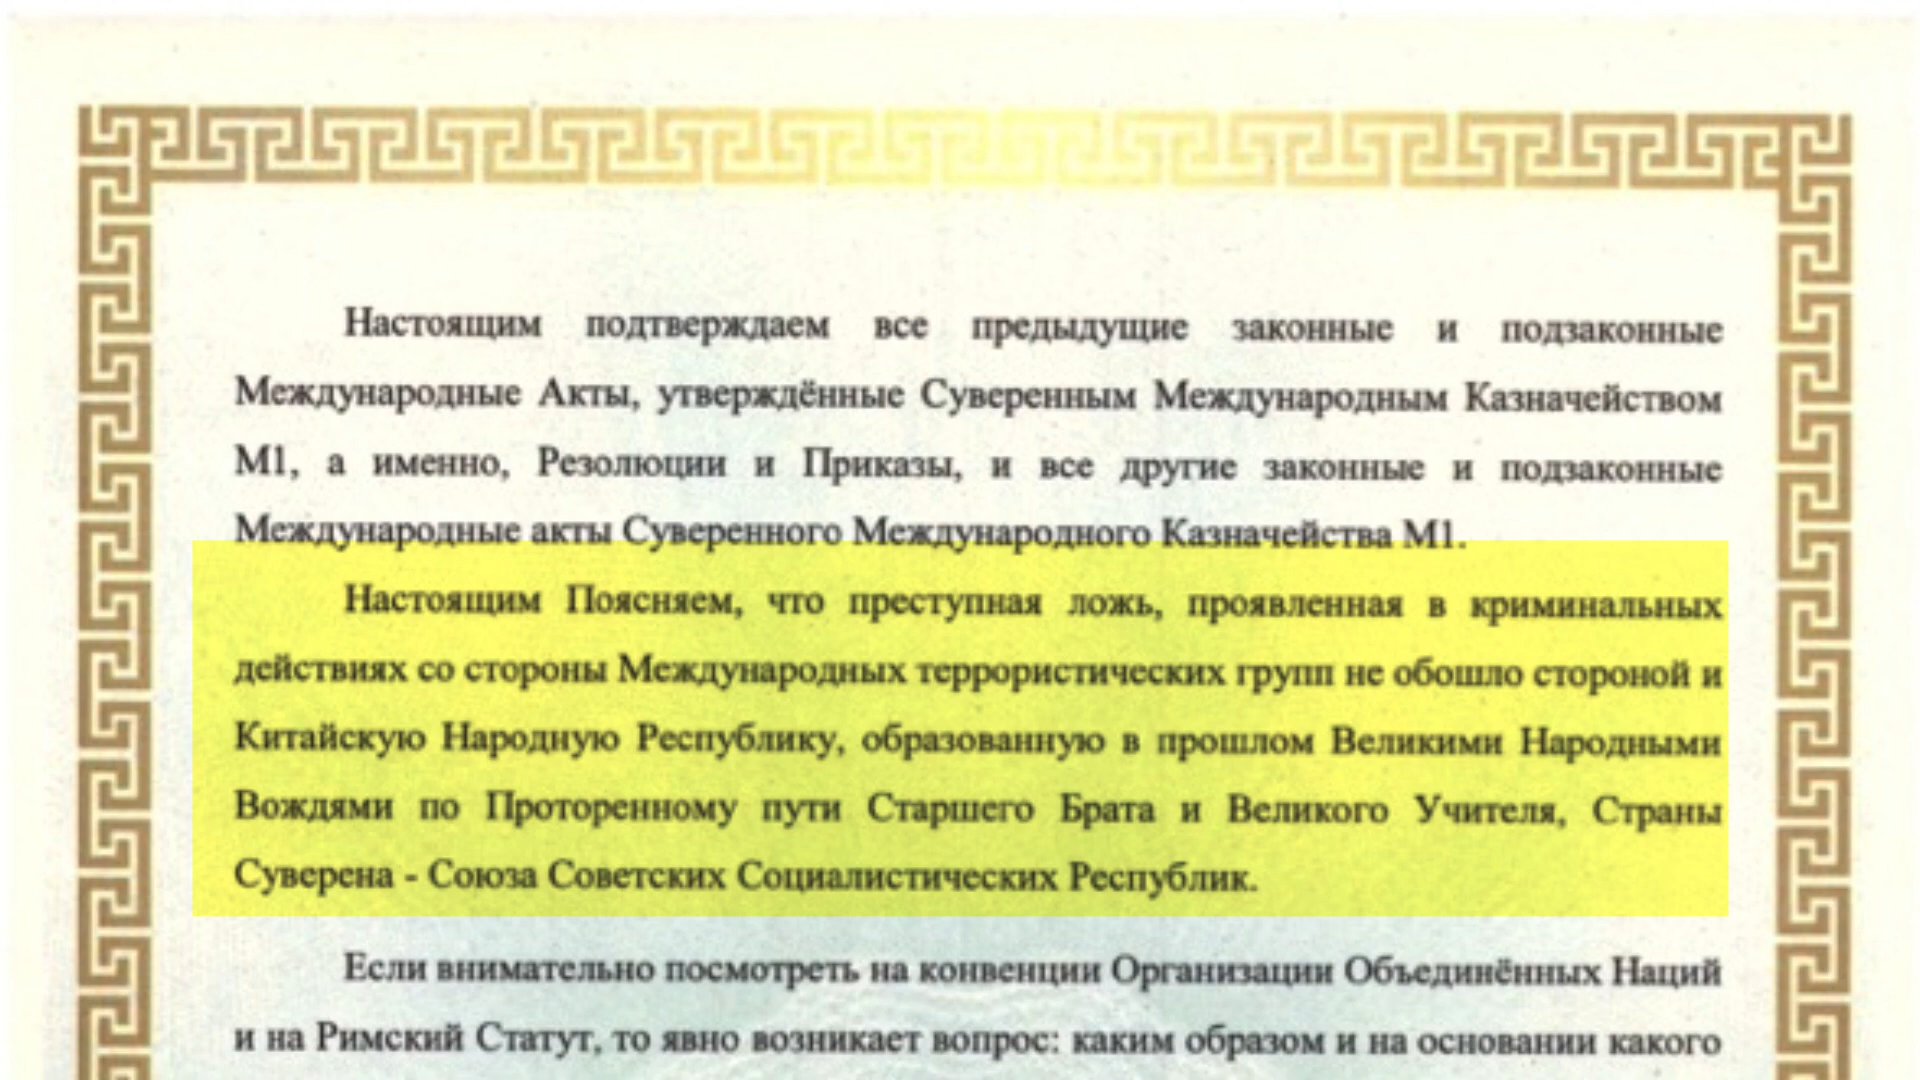 Настоящим подтверждаем все предыдущие законные и подзаконные
Международные Акты, утверждённые Суверенным Международным Казначейством
М1, а именно, Резолюции и Приказы, и все другие законные и подзаконные
Международные акты Суверенного Международного Казначейства М1.
Настоящим Поясняем, что преступная ложь, проявленная в криминальных
действиях со стороны Международных террористических групп не обошло стороной и
Китайскую Народную Республику, образованную в прошлом Великими Народными
Вождями по Проторенному пути Старшего Брата и Великого Учителя, Страны
Суверена - Союза Советских Социалистических Республик.
Если внимательно посмотреть на конвенции Организации Объединённых Наций
и на Римский Статут, то явно возникает вопрос: каким образом и на основании какого